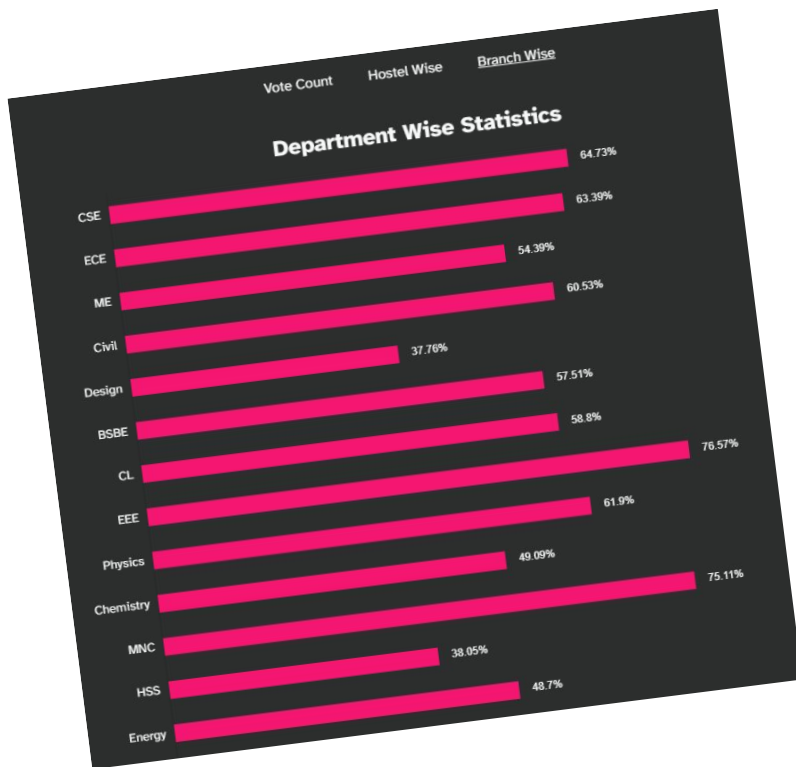 Vote Count Hostel Wise Branch Wise
Department Wise Statistics
CSE 64.73%
ECE 63.39%
ME 54.39%
Civil 60.53%
Design 37.76%
BSBE 57.51%
CL 58.8%
EEE 76.57%
Physics 61.9%
Chemistry 49.09%
MNC 75.11%
HSS 38.05%
Energy 48.7%